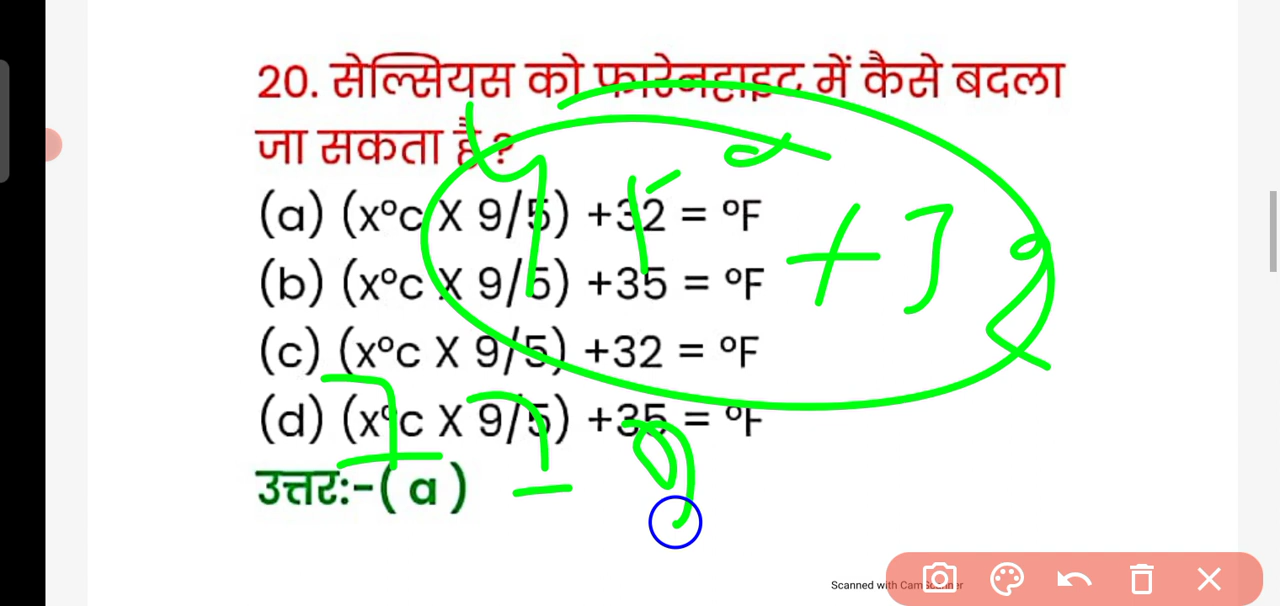 20. सेल्सियस को फारेनहाइट में कैसे बदला
जा सकता है ?
(a) (x°c X 9/5) +32 = °F
(b) (x°c X 9/5) +35 = °F
(c) (x°c X 9/5) +32 = °F
(d) (x°c X 9/5) +35 = °F
उत्तर:-( a )
Scanned with CamScanner